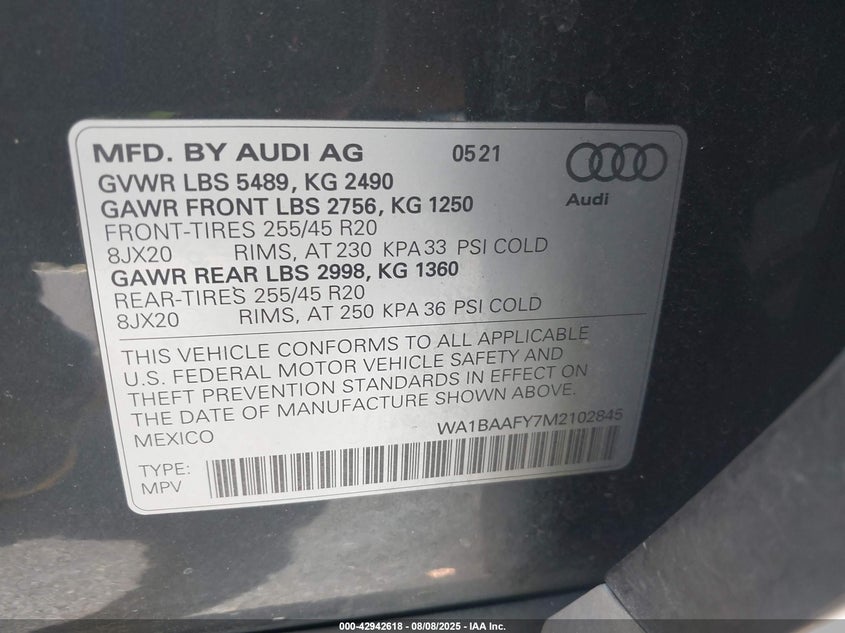 MFD. BY AUDI AG 0521
Audi
GVWR LBS 5489, KG 2490
GAWR FRONT LBS 2756, KG 1250
FRONT-TIRES 255/45 R20
8JX20 RIMS, AT 230 KPA 33 PSI COLD
GAWR REAR LBS 2998, KG 1360
REAR-TIRES 255/45 R20
8JX20 RIMS, AT 250 KPA 36 PSI COLD
THIS VEHICLE CONFORMS TO ALL APPLICABLE
U.S. FEDERAL MOTOR VEHICLE SAFETY AND
THEFT PREVENTION STANDARDS IN EFFECT ON
THE DATE OF MANUFACTURE SHOWN ABOVE.
MEXICO WA1BAAFY7M2102845
TYPE:
MPV
000-42942618 - 08/08/2025 - IAA Inc.